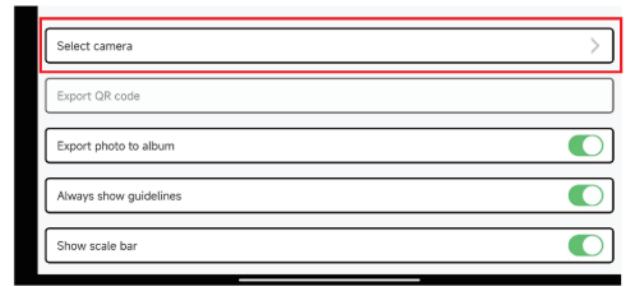 Select camera
Export QR code
Export photo to album
Always show guidelines
Show scale bar